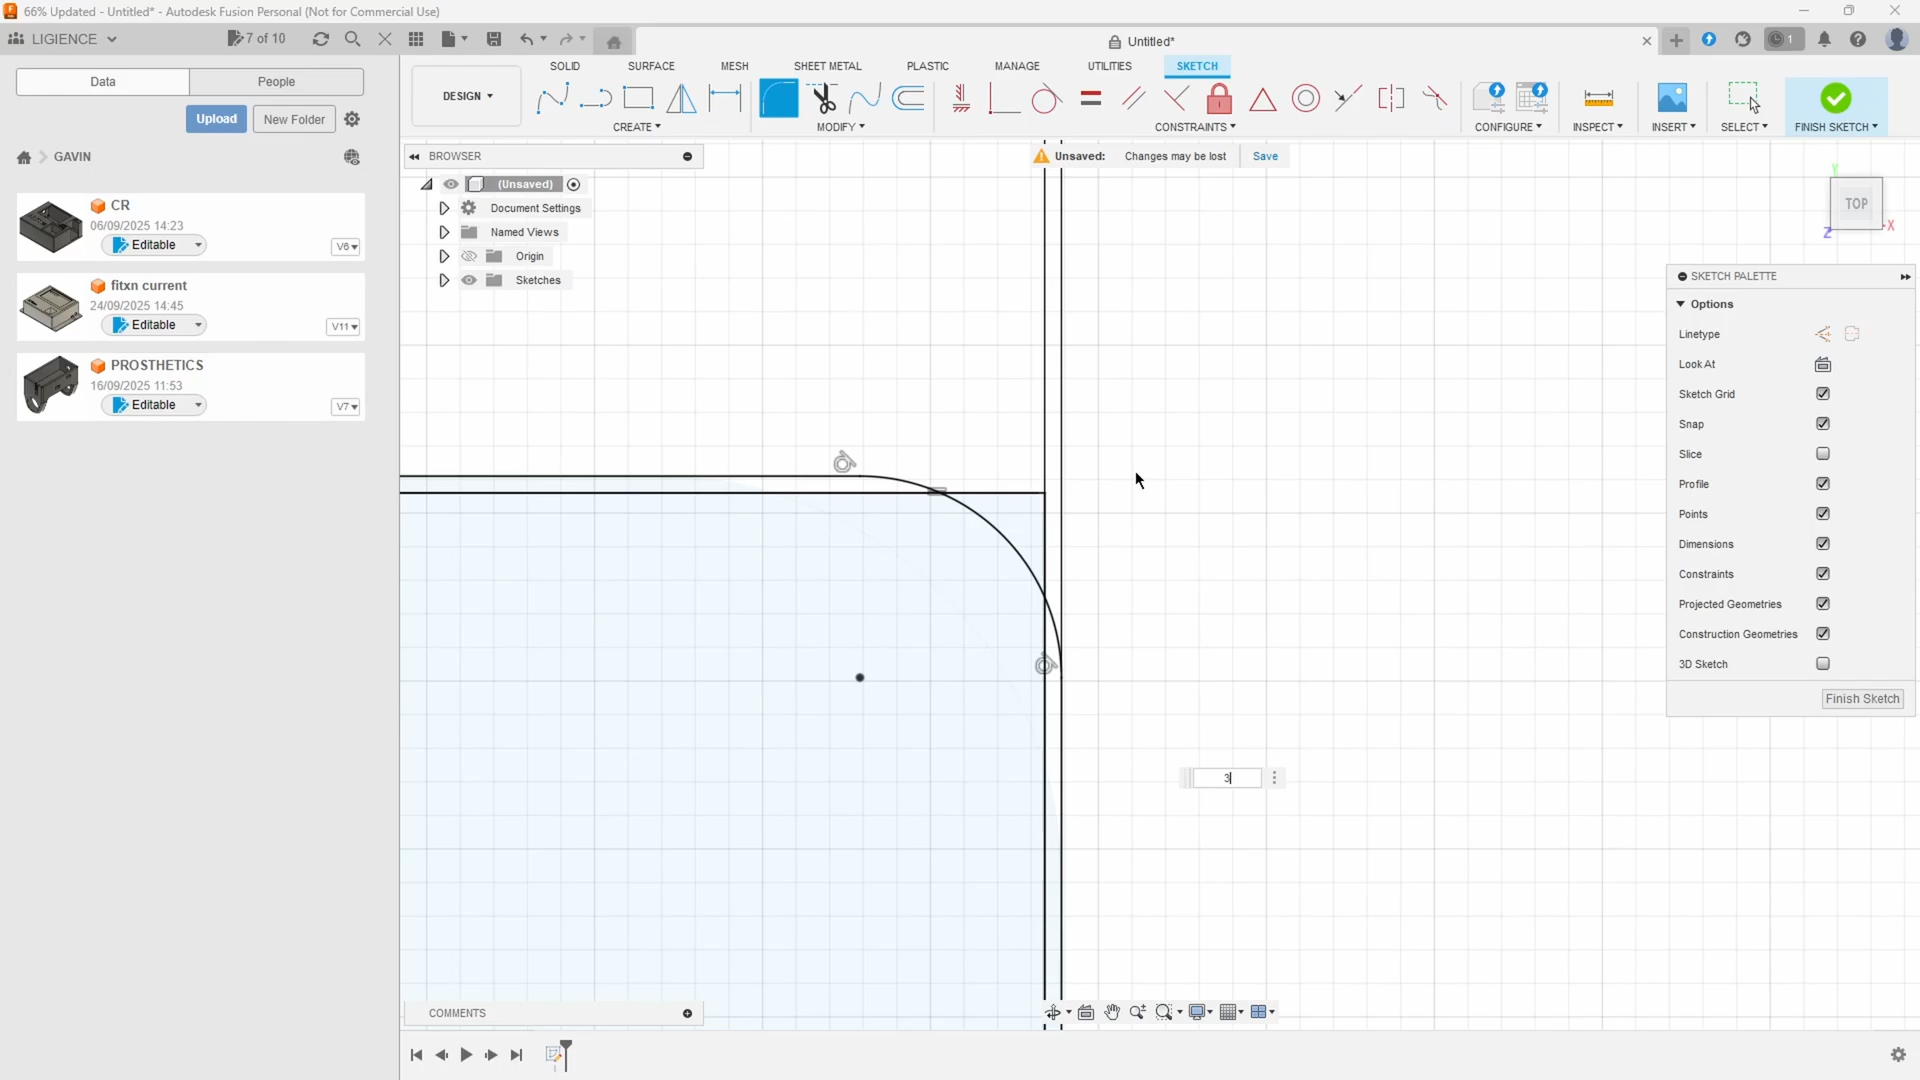 66% Updated - Untitled* - Autodesk Fusion Personal (Not for Commercial Use)
LIGIENCE
7 of 10
Untitled*
1
Data
People
Upload
New Folder
GAVIN
CR
06/09/2025 14:23
Editable
V6
fitxn current
24/09/2025 14:45
Editable
V11
PROSTHETICS
16/09/2025 11:53
Editable
V7
DESIGN
SOLID
SURFACE
MESH
SHEET METAL
PLASTIC
MANAGE
UTILITIES
SKETCH
CREATE
MODIFY
CONSTRAINTS
CONFIGURE
INSPECT
INSERT
SELECT
FINISH SKETCH
BROWSER
Unsaved: Changes may be lost
Save
(Unsaved)
Document Settings
Named Views
Origin
Sketches
TOP
Y
X
Z
SKETCH PALETTE
Options
Linetype
Look At
Sketch Grid
Snap
Slice
Profile
Points
Dimensions
Constraints
Projected Geometries
Construction Geometries
3D Sketch
Finish Sketch
3
COMMENTS